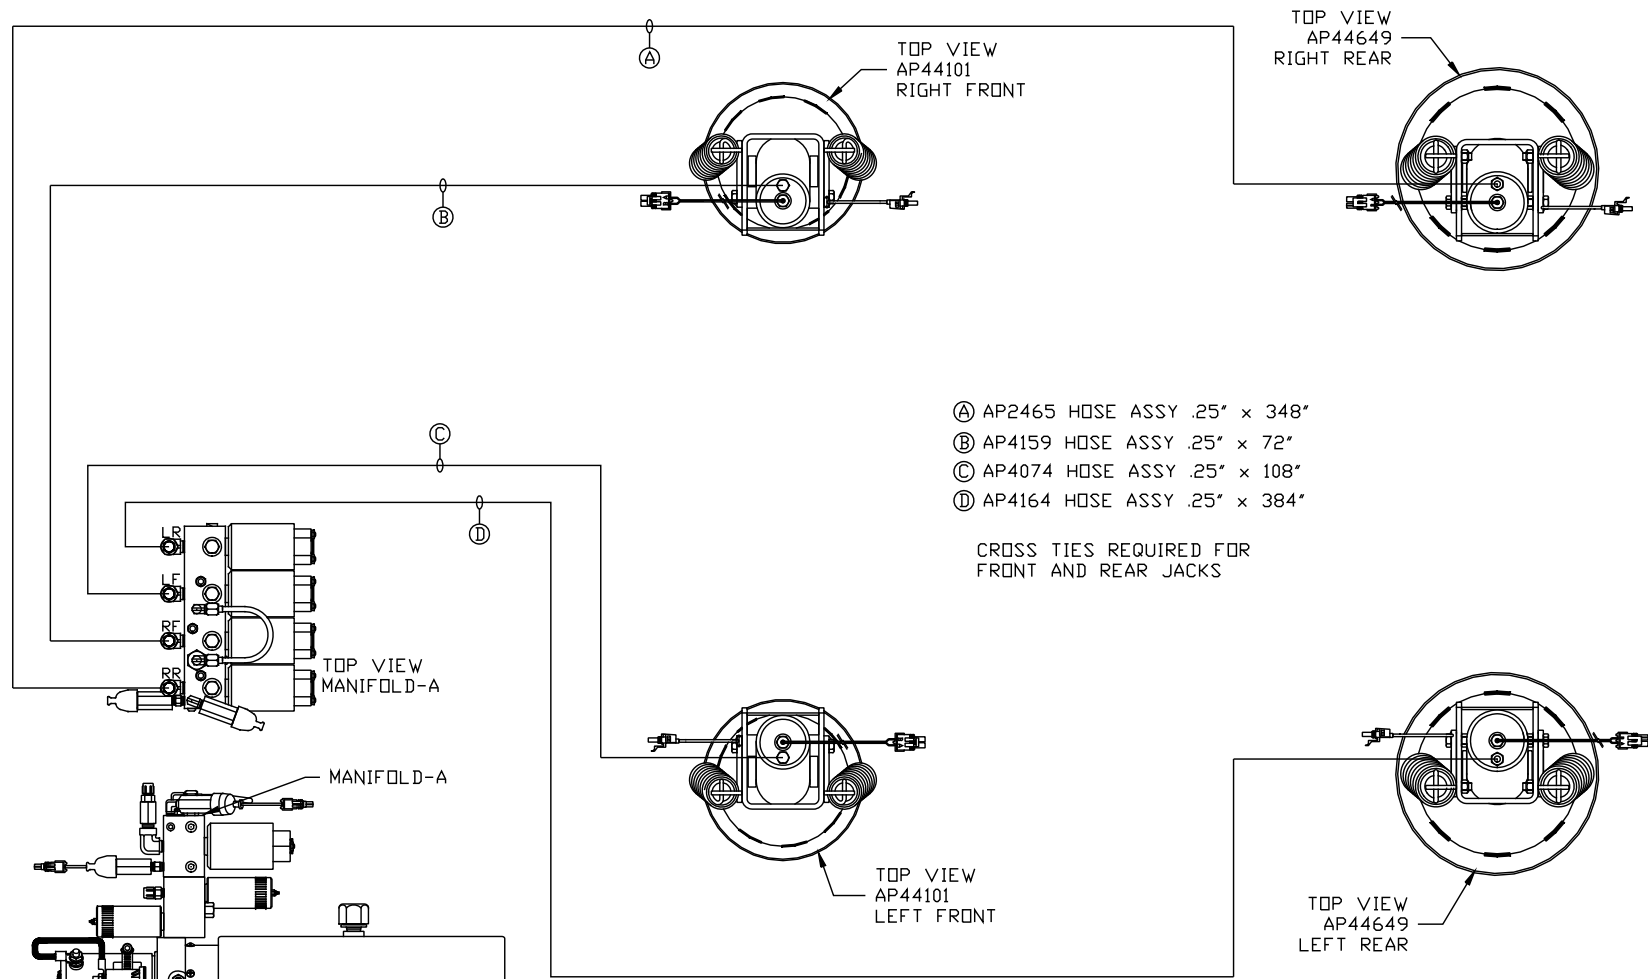 TOP VIEW
AP44649
RIGHT REAR
A
TOP VIEW
AP44101
RIGHT FRONT
B
C
A AP2465 HOSE ASSY .25" x 348"
B AP4159 HOSE ASSY .25" x 72"
C AP4074 HOSE ASSY .25" x 108"
D AP4164 HOSE ASSY .25" x 384"
D
CROSS TIES REQUIRED FOR
FRONT AND REAR JACKS
LR
LF
RF
RR
TOP VIEW
MANIFOLD-A
MANIFOLD-A
TOP VIEW
AP44101
LEFT FRONT
TOP VIEW
AP44649
LEFT REAR